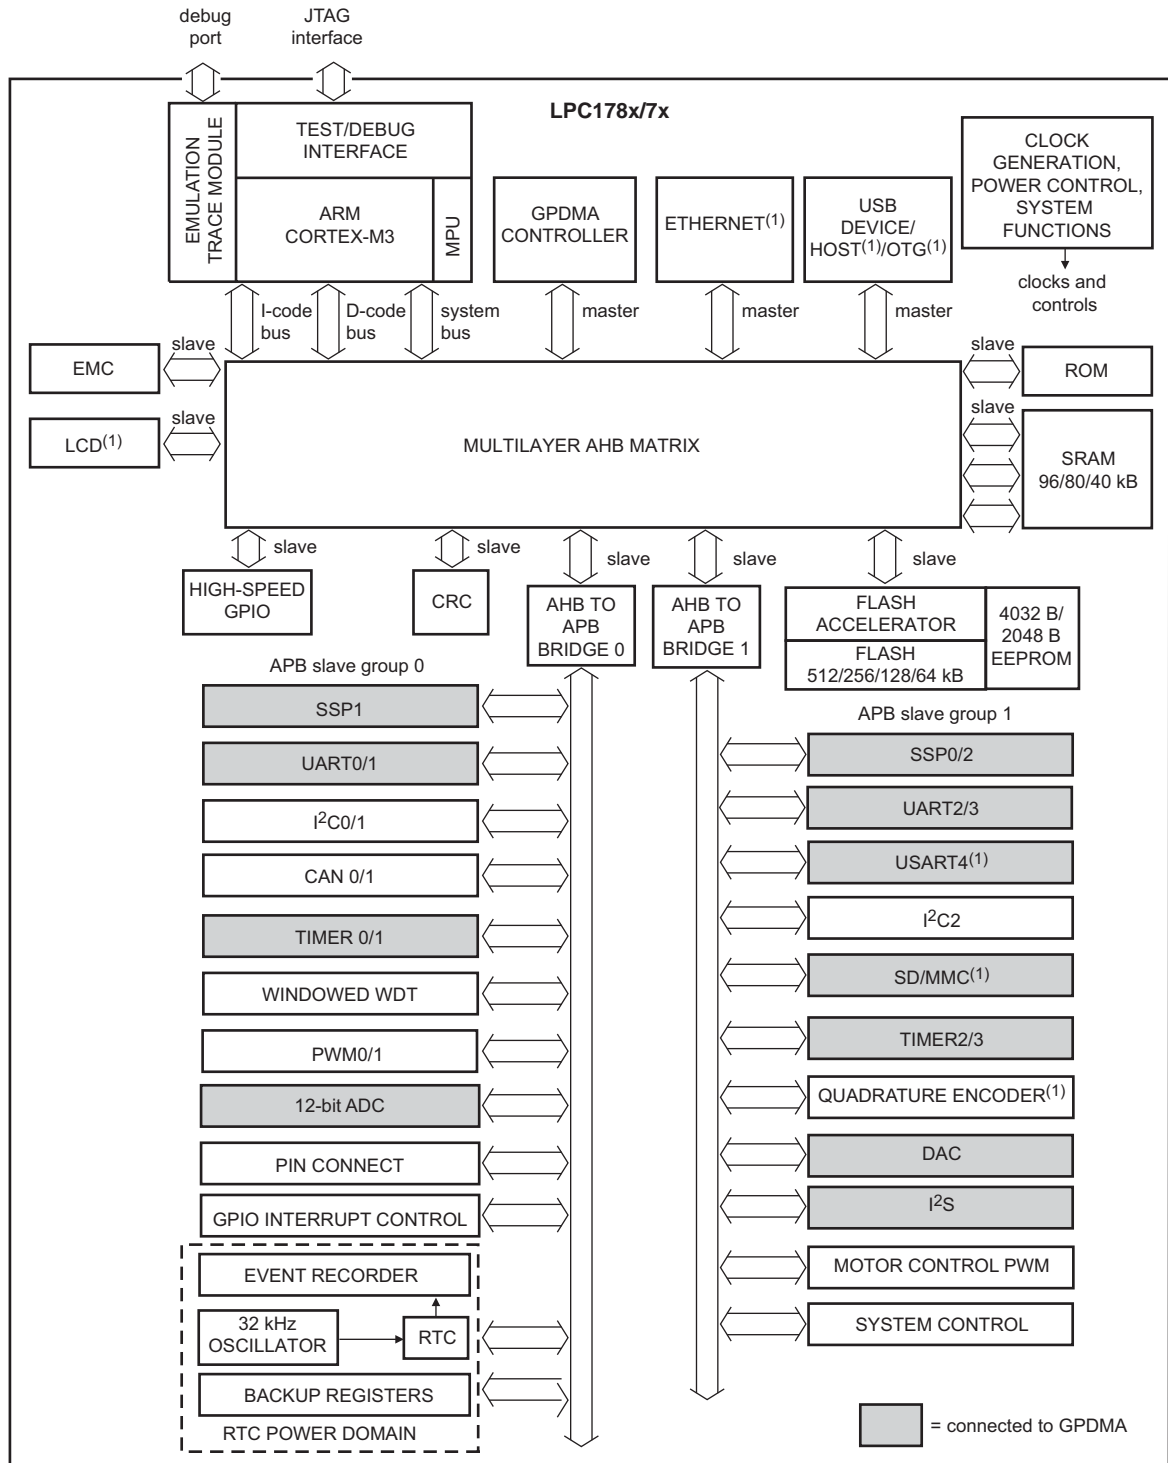 debug
port
JTAG
interface
LPC178x/7x
EMULATION
TRACE MODULE
TEST/DEBUG
INTERFACE
ARM
CORTEX-M3
MPU
GPDMA
CONTROLLER
ETHERNET(1)
USB
DEVICE/
HOST(1)/OTG(1)
CLOCK
GENERATION,
POWER CONTROL,
SYSTEM
FUNCTIONS
clocks and
controls
I-code
bus
D-code
bus
system
bus
master
master
master
EMC
slave
LCD(1)
slave
MULTILAYER AHB MATRIX
slave
ROM
slave
SRAM
96/80/40 kB
slave
HIGH-SPEED
GPIO
slave
CRC
slave
AHB TO
APB
BRIDGE 0
slave
AHB TO
APB
BRIDGE 1
slave
FLASH
ACCELERATOR
FLASH
512/256/128/64 kB
4032 B/
2048 B
EEPROM
APB slave group 0
SSP1
UART0/1
I2C0/1
CAN 0/1
TIMER 0/1
WINDOWED WDT
PWM0/1
12-bit ADC
PIN CONNECT
GPIO INTERRUPT CONTROL
EVENT RECORDER
32 kHz
OSCILLATOR
RTC
BACKUP REGISTERS
RTC POWER DOMAIN
APB slave group 1
SSP0/2
UART2/3
USART4(1)
I2C2
SD/MMC(1)
TIMER2/3
QUADRATURE ENCODER(1)
DAC
I2S
MOTOR CONTROL PWM
SYSTEM CONTROL
= connected to GPDMA